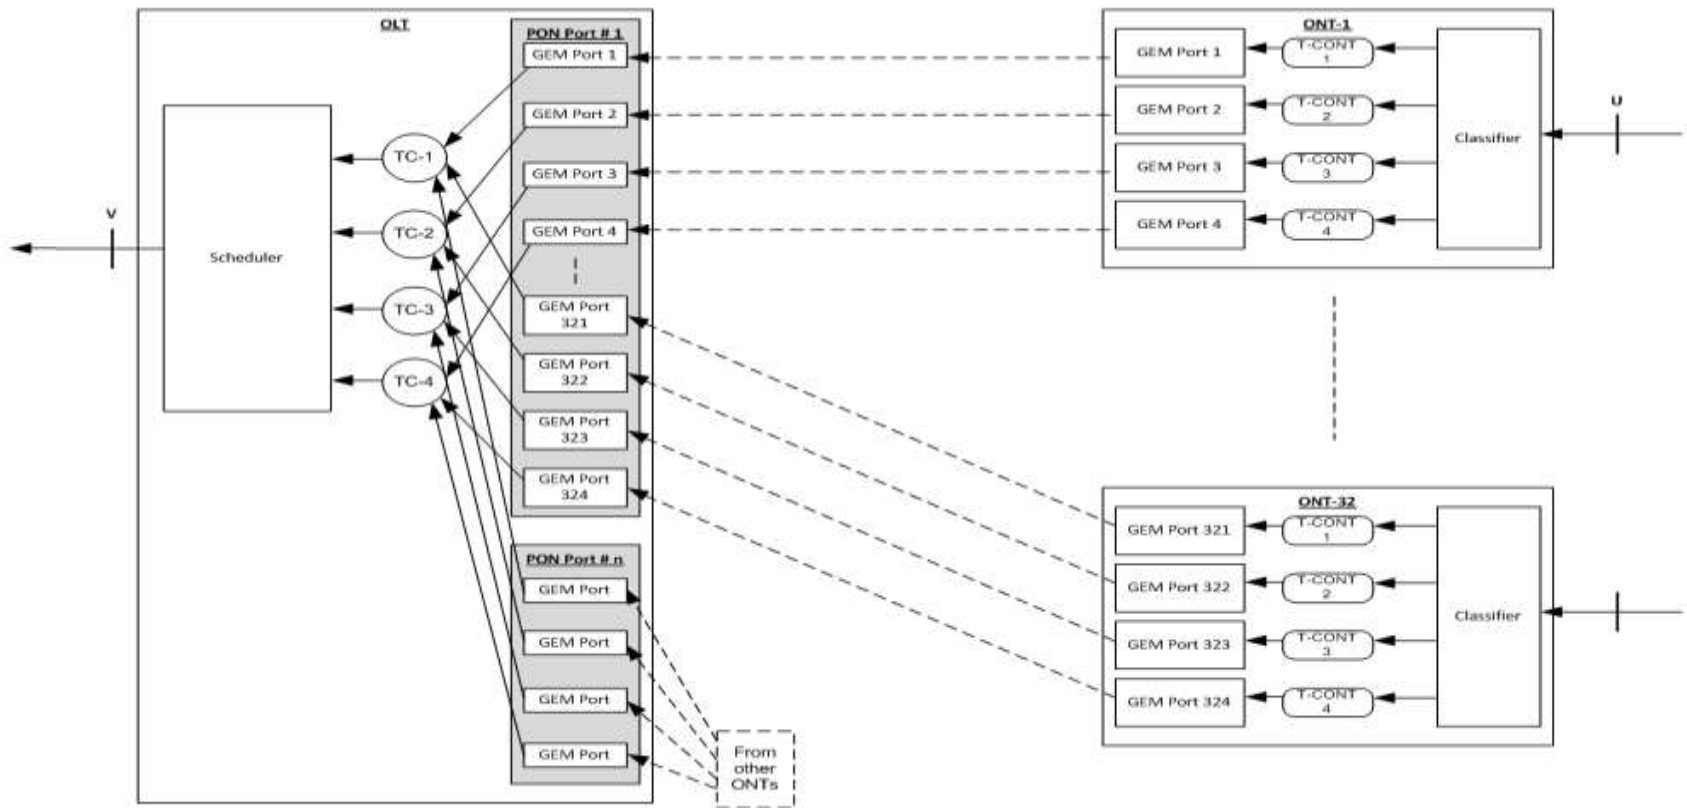 OLT
PON Port # 1
GEM Port 1
GEM Port 2
GEM Port 3
GEM Port 4
GEM Port
321
GEM Port
322
GEM Port
323
GEM Port
324
TC-1
TC-2
TC-3
TC-4
Scheduler
V
PON Port # n
GEM Port
GEM Port
GEM Port
GEM Port
From
other
ONTs
ONT-1
GEM Port 1
T-CONT
1
GEM Port 2
T-CONT
2
GEM Port 3
T-CONT
3
GEM Port 4
T-CONT
4
Classifier
U
ONT-32
GEM Port 321
T-CONT
1
GEM Port 322
T-CONT
2
GEM Port 323
T-CONT
3
GEM Port 324
T-CONT
4
Classifier